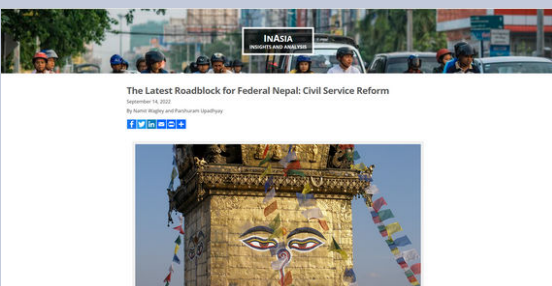 INASIA
INSIGHTS AND ANALYSIS
The Latest Roadblock for Federal Nepal: Civil Service Reform
September 14, 2022
By Namit Wagley and Parshuram Upadhyay